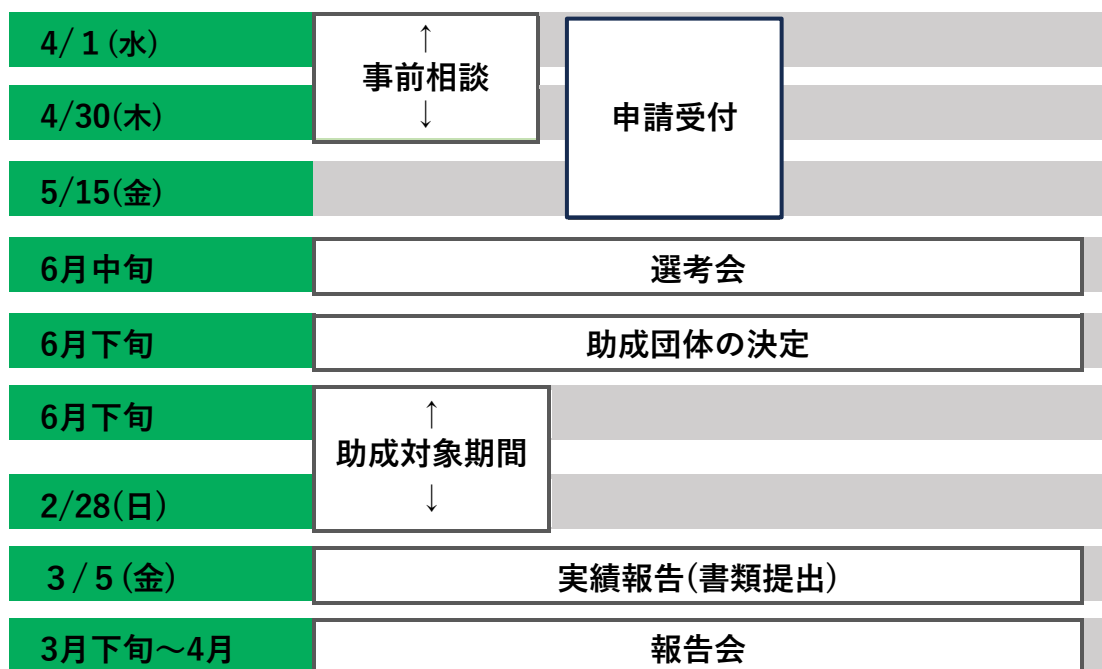 4/１(水)
↑
事前相談
↓
申請受付
4/30(木)
5/15(金)
6月中旬
選考会
6月下旬
助成団体の決定
6月下旬
↑
助成対象期間
↓
2/28(日)
３/５(金)
実績報告(書類提出)
3月下旬～4月
報告会